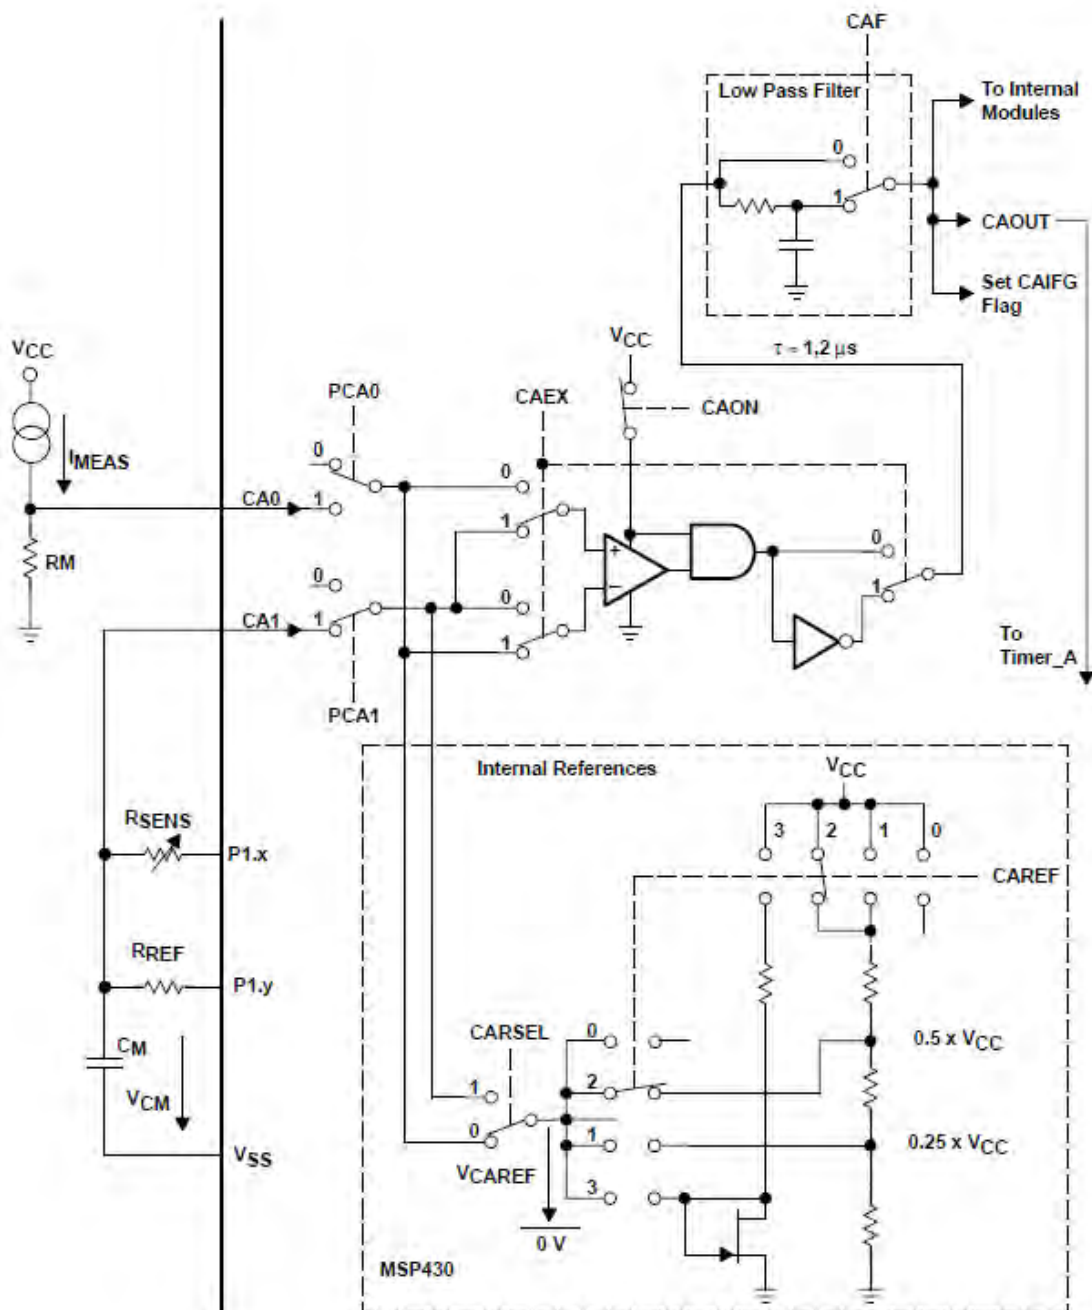 CAF
Low Pass Filter
To Internal
Modules
0
1
CAOUT
Set CAIFG
Flag
τ = 1,2 μs
VCC
VCC
PCA0
CAEX
CAON
IMEAS
0
0
CA0
1
1
0
RM
+
−
0
0
1
CA1
1
1
To
Timer_A
PCA1
Internal References
VCC
3
2
1
0
RSENS
P1.x
CAREF
RREF
P1.y
CARSEL
0
0.5 x VCC
CM
2
1
VCM
0
1
0.25 x VCC
VSS
VCAREF
3
0 V
MSP430